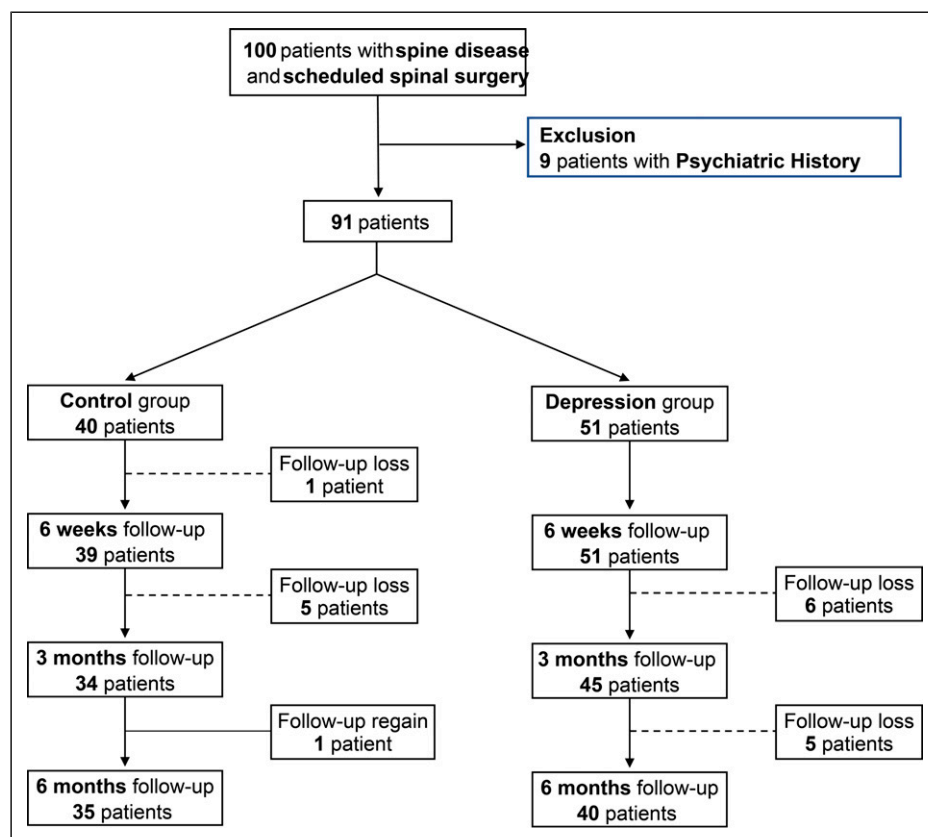 100 patients with spine disease
and scheduled spinal surgery
Exclusion
9 patients with Psychiatric History
91 patients
Control group
40 patients
Depression group
51 patients
Follow-up loss
1 patient
6 weeks follow-up
39 patients
6 weeks follow-up
51 patients
Follow-up loss
5 patients
Follow-up loss
6 patients
3 months follow-up
34 patients
3 months follow-up
45 patients
Follow-up regain
1 patient
Follow-up loss
5 patients
6 months follow-up
35 patients
6 months follow-up
40 patients